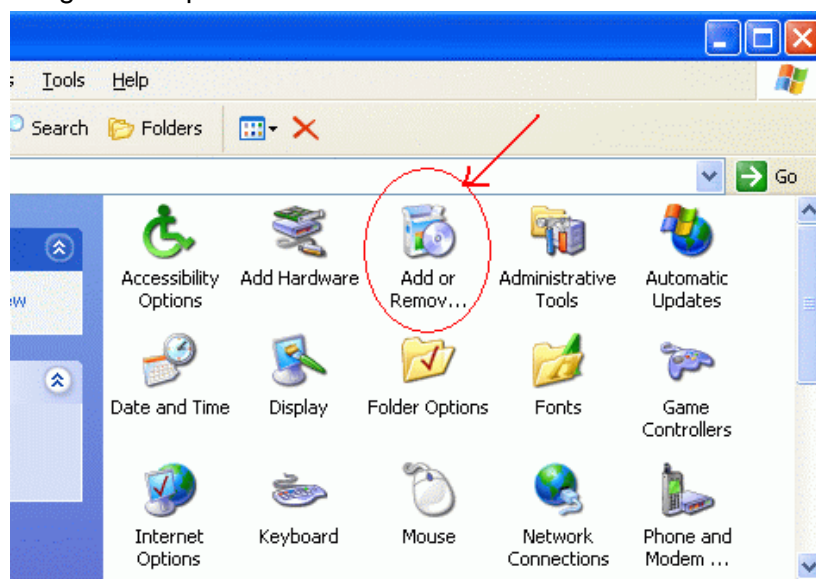 Tools Help
Search Folders
Go
Accessibility Options
Add Hardware
Add or Remov...
Administrative Tools
Automatic Updates
Date and Time
Display
Folder Options
Fonts
Game Controllers
Internet Options
Keyboard
Mouse
Network Connections
Phone and Modem ...